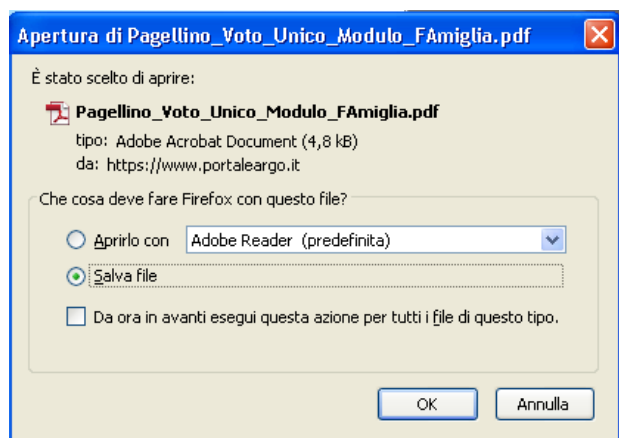 Apertura di Pagellino_Voto_Unico_Modulo_FAmiglia.pdf
È stato scelto di aprire:
Pagellino_Voto_Unico_Modulo_FAmiglia.pdf
tipo: Adobe Acrobat Document (4,8 kB)
da: https://www.portaleargo.it
Che cosa deve fare Firefox con questo file?
Aprirlo con Adobe Reader (predefinita)
Salva file
Da ora in avanti esegui questa azione per tutti i file di questo tipo.
OK Annulla